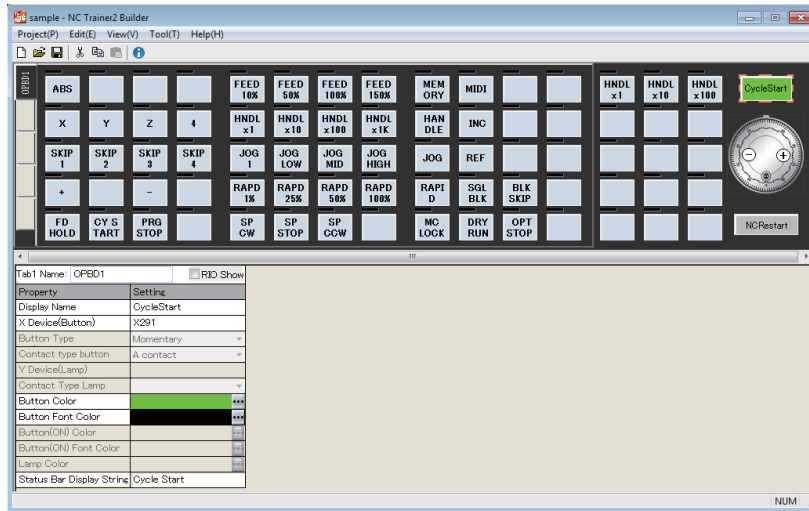 sample - NC Trainer2 Builder
Project(P) Edit(E) View(V) Tool(T) Help(H)
OPBD1
ABS FEED 10% FEED 50% FEED 100% FEED 150% MEM ORY MIDI HNDL x1 HNDL x10 HNDL x100 CycleStart
X Y Z 4 HNDL x1 HNDL x10 HNDL x100 HNDL x1K HAN DLE INC
SKIP 1 SKIP 2 SKIP 3 SKIP 4 JOG 1 JOG LOW JOG MID JOG HIGH JOG REF
+ - RAPD 1% RAPD 25% RAPD 50% RAPD 100% RAPI D SGL BLK BLK SKIP
FD HOLD CY S TART PRG STOP SP CW SP STOP SP CCW MC LOCK DRY RUN OPT STOP NCRestart
Tab1 Name: OPBD1 RIO Show
Property Setting
Display Name CycleStart
X Device(Button) X291
Button Type Momentary
Contact type button A contact
Y Device(Lamp)
Contact Type Lamp
Button Color
Button Font Color
Button(ON) Color
Button(ON) Font Color
Lamp Color
Status Bar Display String Cycle Start
NUM